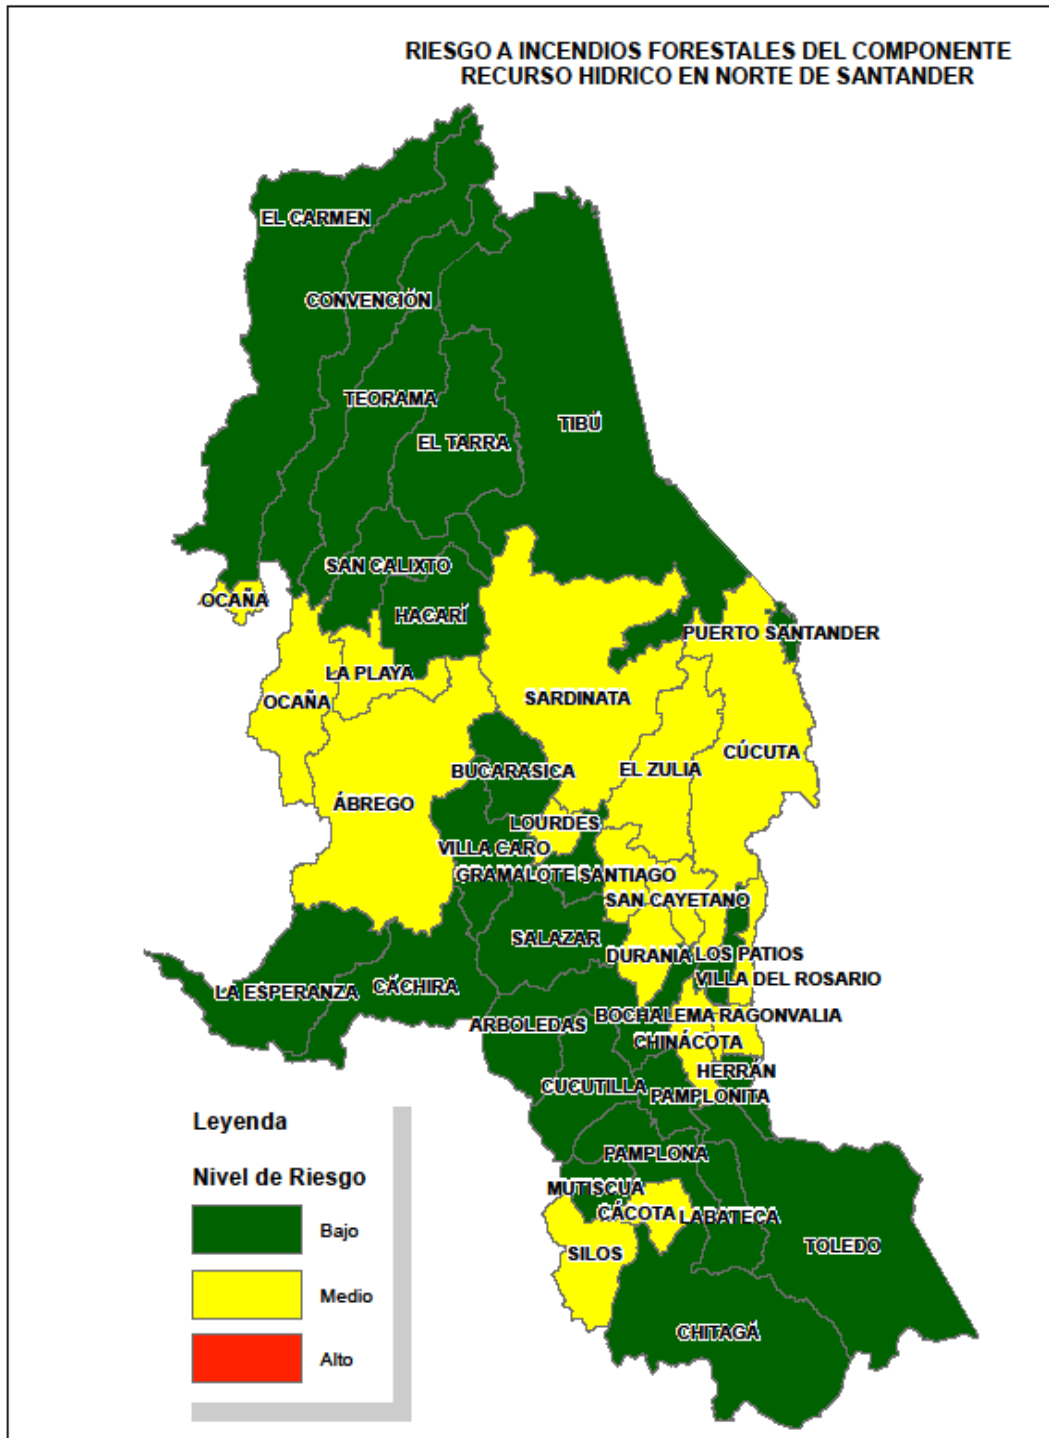 RIESGO A INCENDIOS FORESTALES DEL COMPONENTE
RECURSO HIDRICO EN NORTE DE SANTANDER
EL CARMEN
CONVENCIÓN
TEORAMA
TIBÚ
EL TARRA
SAN CALIXTO
OCAÑA
HACARÍ
PUERTO SANTANDER
LA PLAYA
OCAÑA
SARDINATA
CÚCUTA
BUCARASICA
EL ZULIA
ÁBREGO
LOURDES
VILLA CARO
GRAMALOTE SANTIAGO
SAN CAYETANO
SALAZAR
DURANIA
LOS PATIOS
VILLA DEL ROSARIO
CÁCHIRA
LA ESPERANZA
BOCHALEMA RAGONVALIA
ARBOLEDAS
CHINÁCOTA
HERRÁN
CUCUTILLA
PAMPLONITA
PAMPLONA
MUTISCUA
CÁCOTA
LABATECA
TOLEDO
SILOS
CHITAGÁ
Leyenda
Nivel de Riesgo
Bajo
Medio
Alto